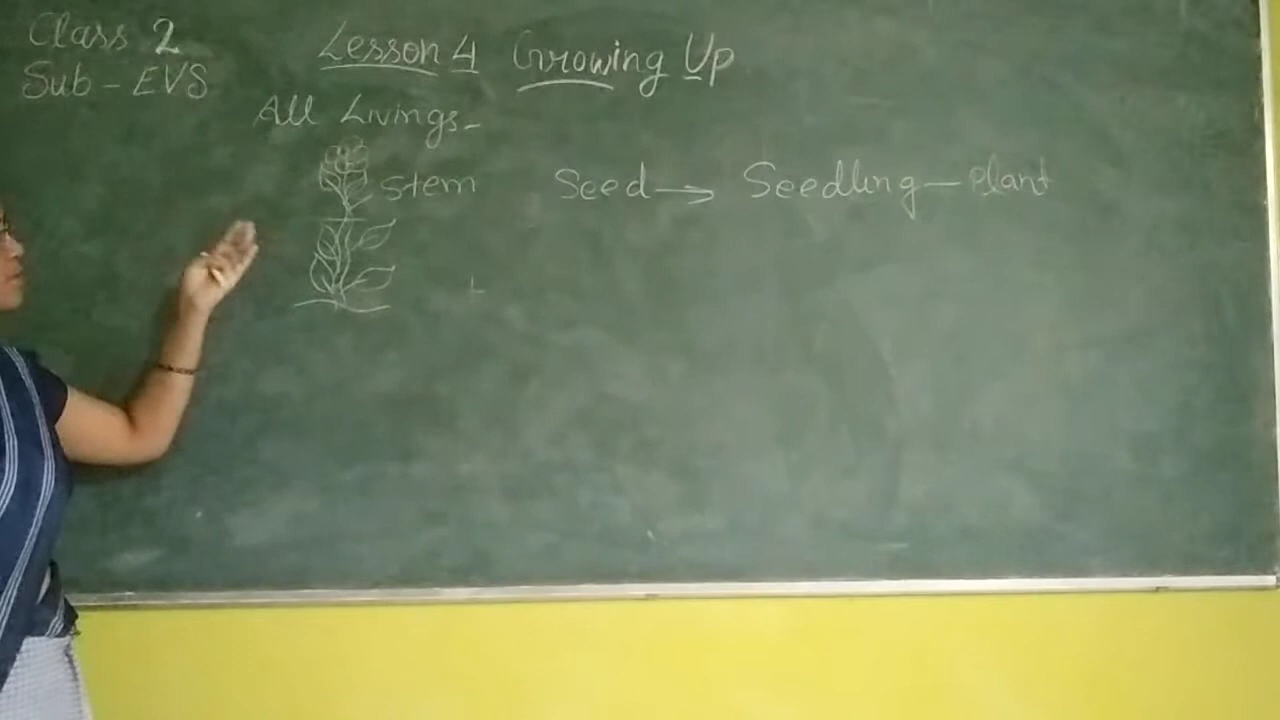 Class 2
Sub - EVS
Lesson 4 Growing Up
All Livings -
Stem
Seed → Seedling — Plant